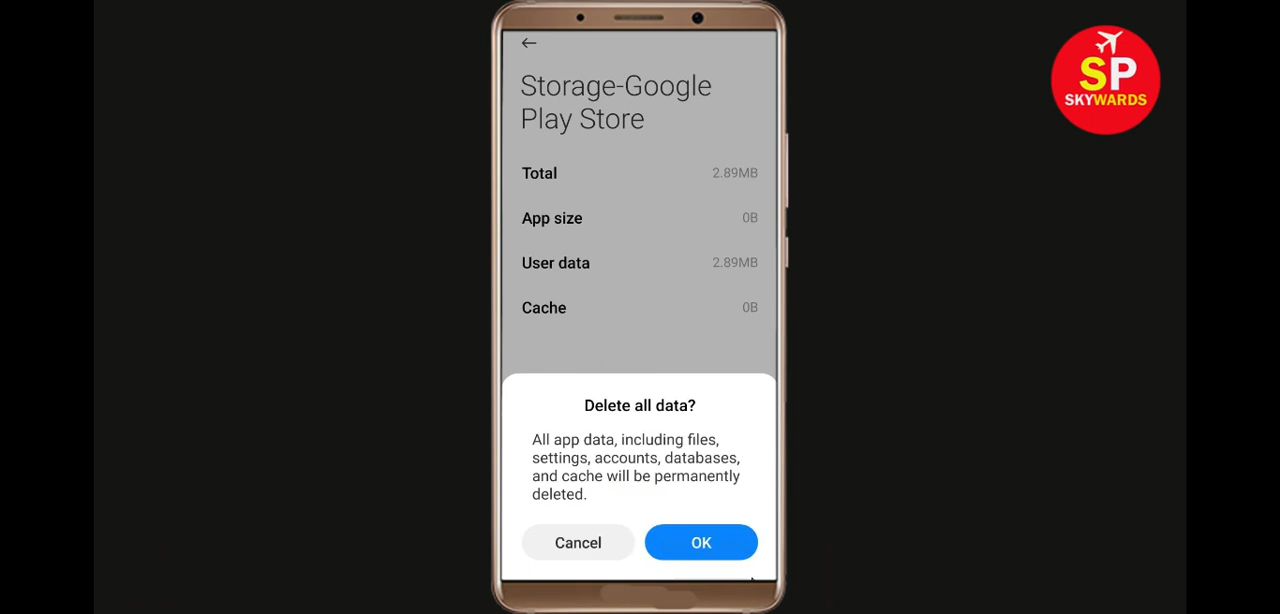 Storage-Google
Play Store
Total 2.89MB
App size 0B
User data 2.89MB
Cache 0B
Delete all data?
All app data, including files,
settings, accounts, databases,
and cache will be permanently
deleted.
Cancel OK
SP
SKYWARDS